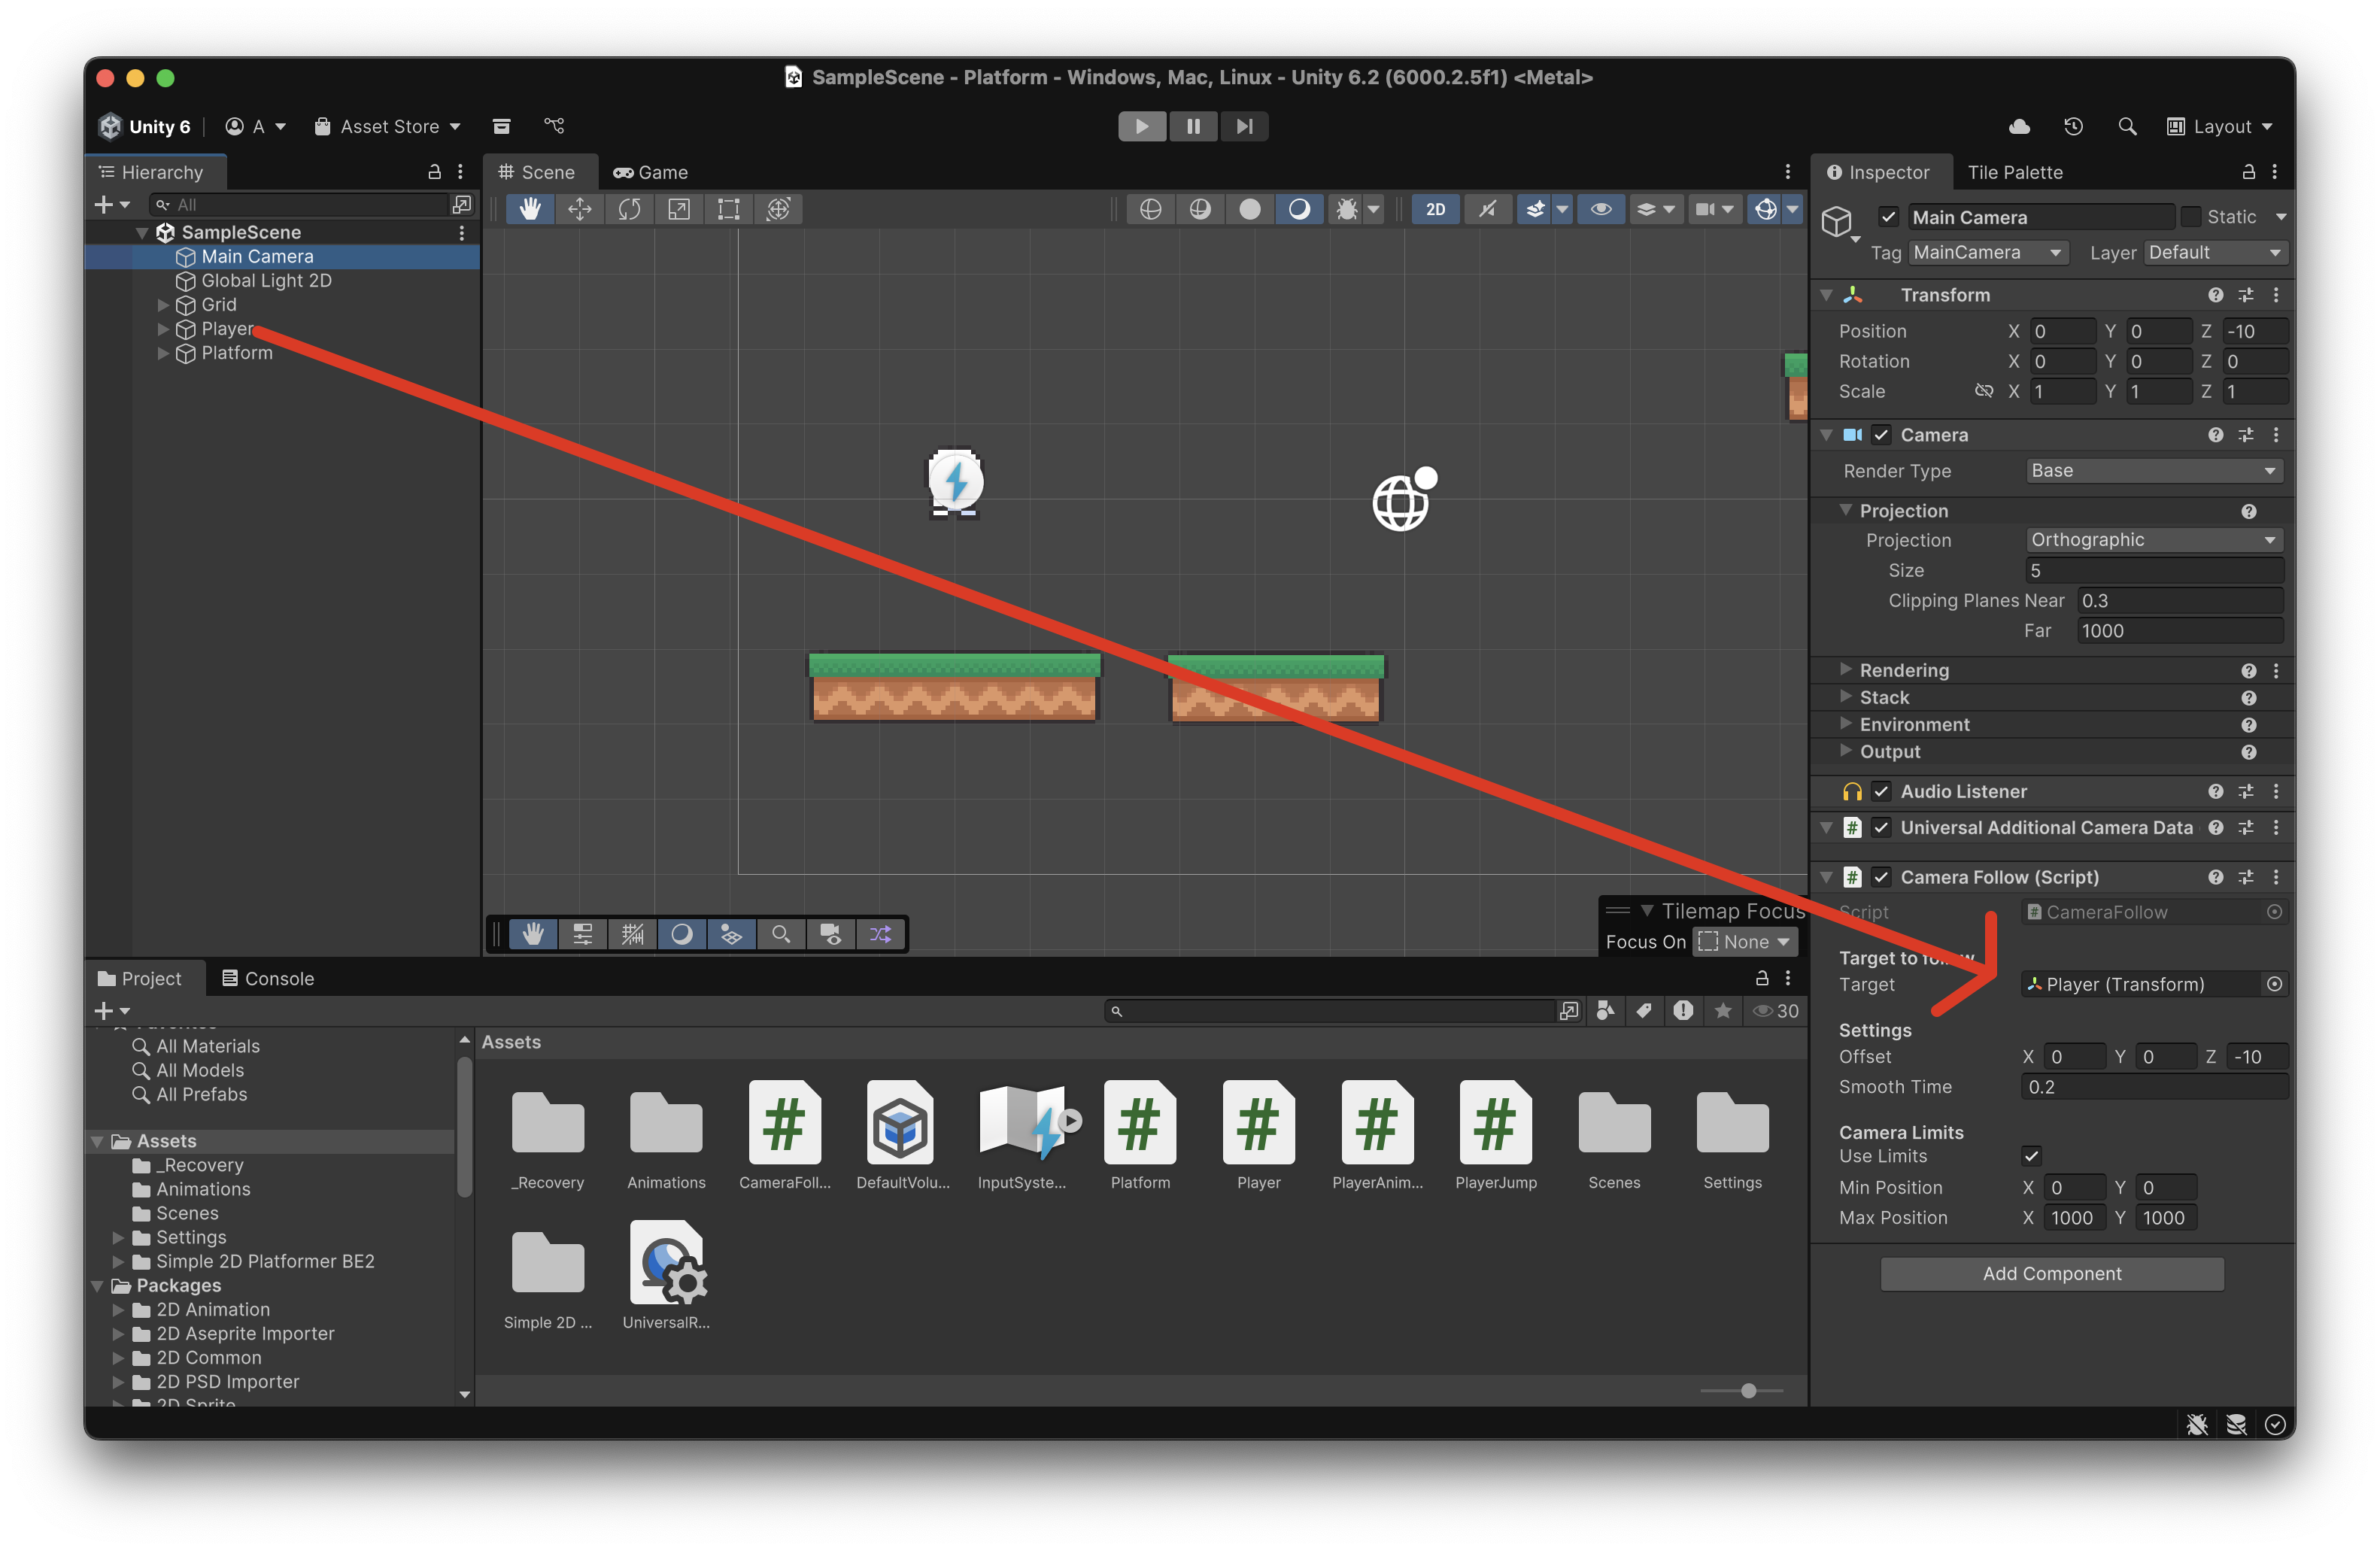 SampleScene - Platform - Windows, Mac, Linux - Unity 6.2 (6000.2.5f1) <Metal>
Unity 6
A
Asset Store
Layout
Hierarchy
All
SampleScene
Main Camera
Global Light 2D
Grid
Player
Platform
Scene
Game
2D
Tilemap Focus
Focus On
None
Inspector
Tile Palette
Main Camera
Static
Tag MainCamera
Layer Default
Transform
Position X 0 Y 0 Z -10
Rotation X 0 Y 0 Z 0
Scale X 1 Y 1 Z 1
Camera
Render Type Base
Projection
Projection Orthographic
Size 5
Clipping Planes Near 0.3
Far 1000
Rendering
Stack
Environment
Output
Audio Listener
Universal Additional Camera Data
Camera Follow (Script)
Script CameraFollow
Target to follow
Target Player (Transform)
Settings
Offset X 0 Y 0 Z -10
Smooth Time 0.2
Camera Limits
Use Limits
Min Position X 0 Y 0
Max Position X 1000 Y 1000
Add Component
Project
Console
30
All Materials
All Models
All Prefabs
Assets
_Recovery
Animations
Scenes
Settings
Simple 2D Platformer BE2
Packages
2D Animation
2D Aseprite Importer
2D Common
2D PSD Importer
2D Sprite
Assets
_Recovery
Animations
CameraFoll...
DefaultVolu...
InputSyste...
Platform
Player
PlayerAnim...
PlayerJump
Scenes
Settings
Simple 2D ...
UniversalR...